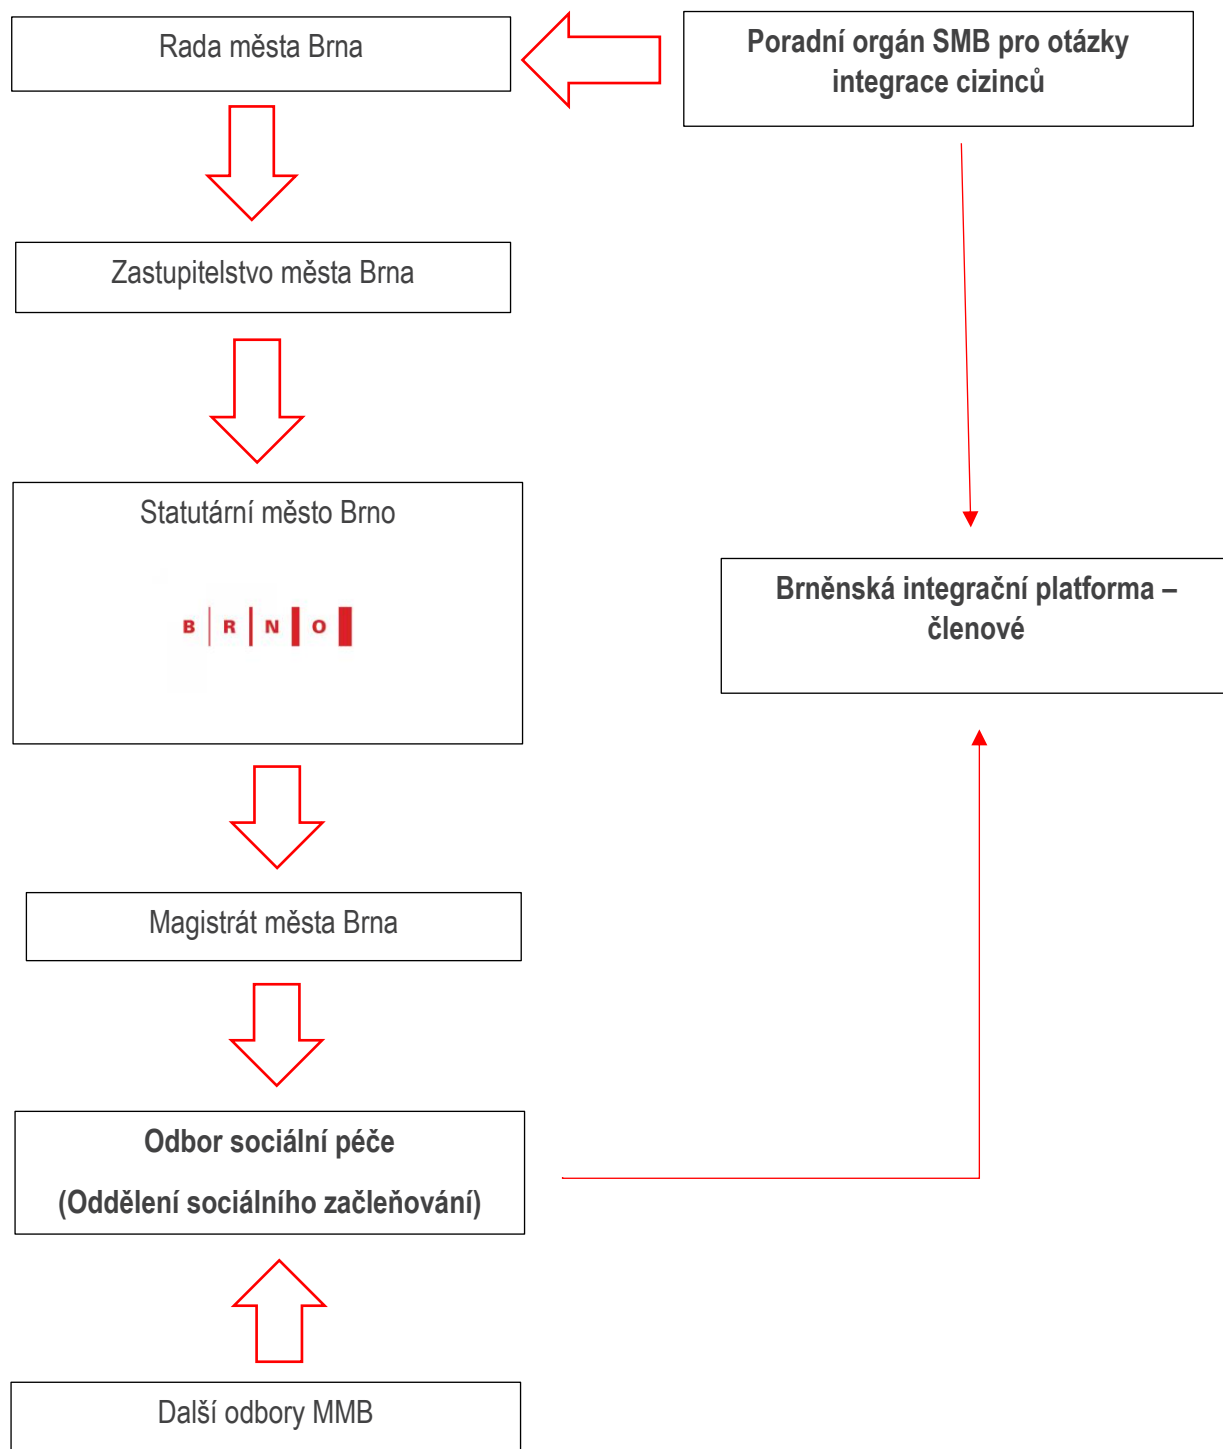 Rada města Brna
Poradní orgán SMB pro otázky
integrace cizinců
Zastupitelstvo města Brna
Statutární město Brno
B R N O
Brněnská integrační platforma –
členové
Magistrát města Brna
Odbor sociální péče
(Oddělení sociálního začleňování)
Další odbory MMB